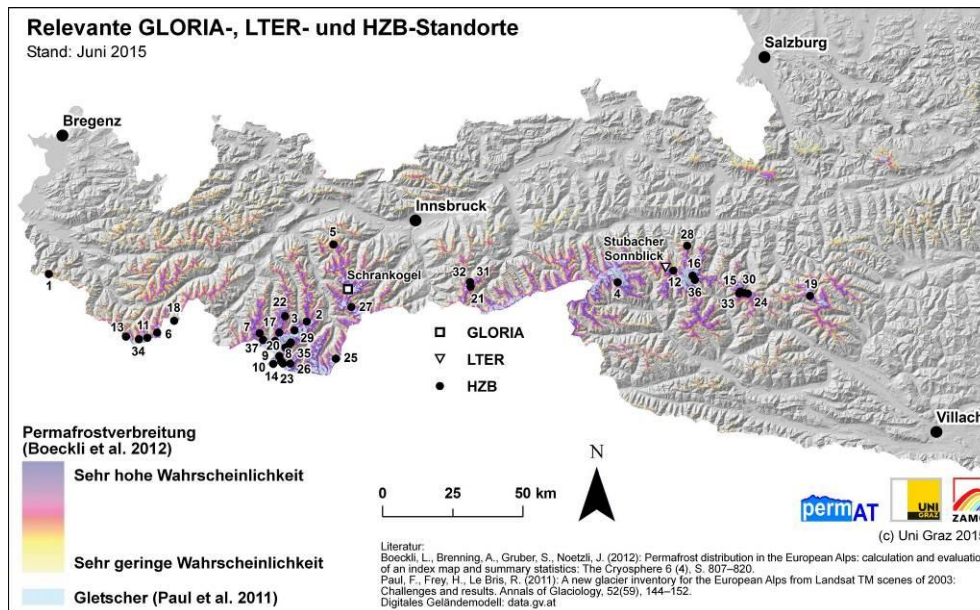 Relevante GLORIA-, LTER- und HZB-Standorte
Stand: Juni 2015
Salzburg
Bregenz
Innsbruck
Villach
Stubacher
Sonnblick
Schrankogel
1
5
28
32
31
21
16
4
12
36
15
30
33
24
19
27
22
2
17
3
7
29
20
37
8
35
9
10
14
23
26
25
18
13
11
34
6
GLORIA
LTER
HZB
Permafrostverbreitung
(Boeckli et al. 2012)
Sehr hohe Wahrscheinlichkeit
Sehr geringe Wahrscheinlichkeit
Gletscher (Paul et al. 2011)
0 25 50 km
N
permAT
UNI
GRAZ
ZAMG
(c) Uni Graz 2015
Literatur:
Boeckli, L., Brenning, A., Gruber, S., Noetzli, J. (2012): Permafrost distribution in the European Alps: calculation and evaluation
of an index map and summary statistics: The Cryosphere 6 (4), S. 807–820.
Paul, F., Frey, H., Le Bris, R. (2011): A new glacier inventory for the European Alps from Landsat TM scenes of 2003:
Challenges and results. Annals of Glaciology, 52(59), 144–152.
Digitales Geländemodell: data.gv.at